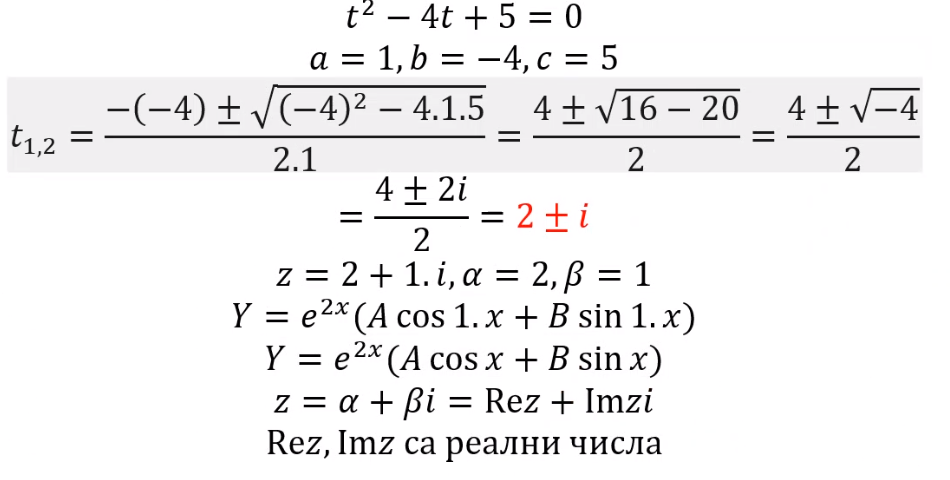 t² − 4t + 5 = 0
a = 1, b = −4, c = 5
t₁,₂ = (−(−4) ± √((−4)² − 4.1.5))/(2.1) = (4 ± √(16 − 20))/2 = (4 ± √(−4))/2
= (4 ± 2i)/2 = 2 ± i
z = 2 + 1. i, α = 2, β = 1
Y = e²ˣ(A cos 1. x + B sin 1. x)
Y = e²ˣ(A cos x + B sin x)
z = α + βi = Rez + Imzi
Rez, Imz са реални числа